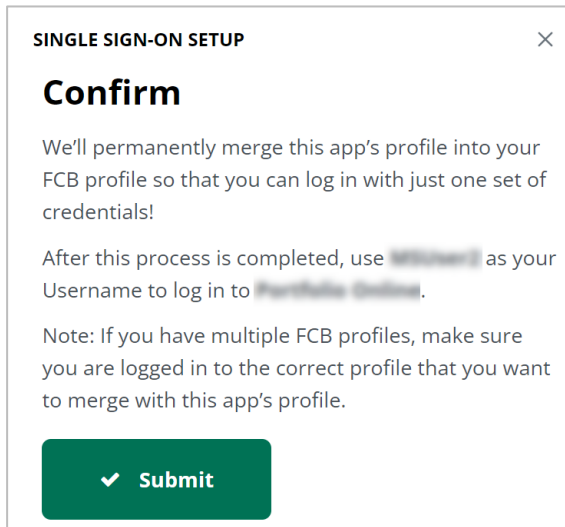 SINGLE SIGN-ON SETUP
Confirm
We'll permanently merge this app's profile into your
FCB profile so that you can log in with just one set of
credentials!
After this process is completed, use as your
Username to log in to .
Note: If you have multiple FCB profiles, make sure
you are logged in to the correct profile that you want
to merge with this app's profile.
Submit